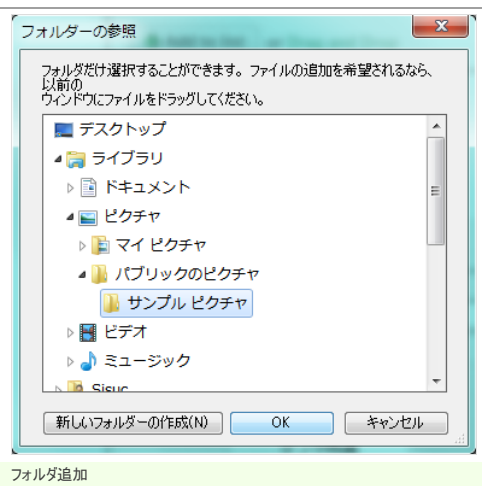 フォルダーの参照
フォルダだけ選択することができます。ファイルの追加を希望されるなら、
以前の
ウィンドウにファイルをドラッグしてください。
デスクトップ
ライブラリ
ドキュメント
ピクチャ
マイ ピクチャ
パブリックのピクチャ
サンプル ピクチャ
ビデオ
ミュージック
Sisuc
新しいフォルダーの作成(N) OK キャンセル
フォルダ追加